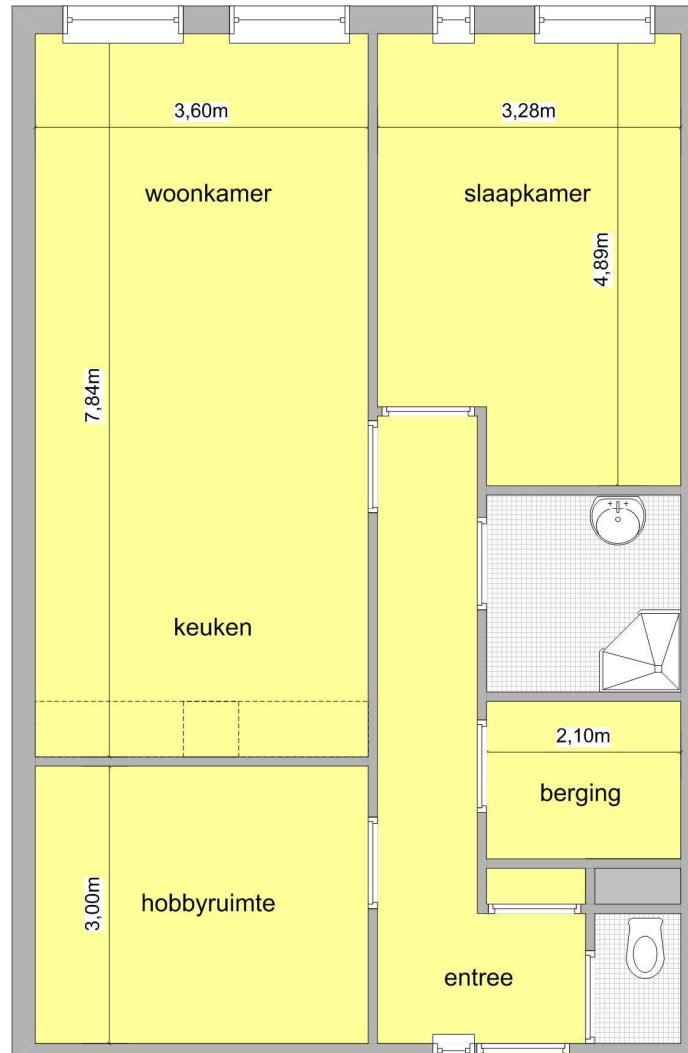 3,60m
3,28m
woonkamer
slaapkamer
4,89m
7,84m
keuken
2,10m
berging
3,00m
hobbyruimte
entree